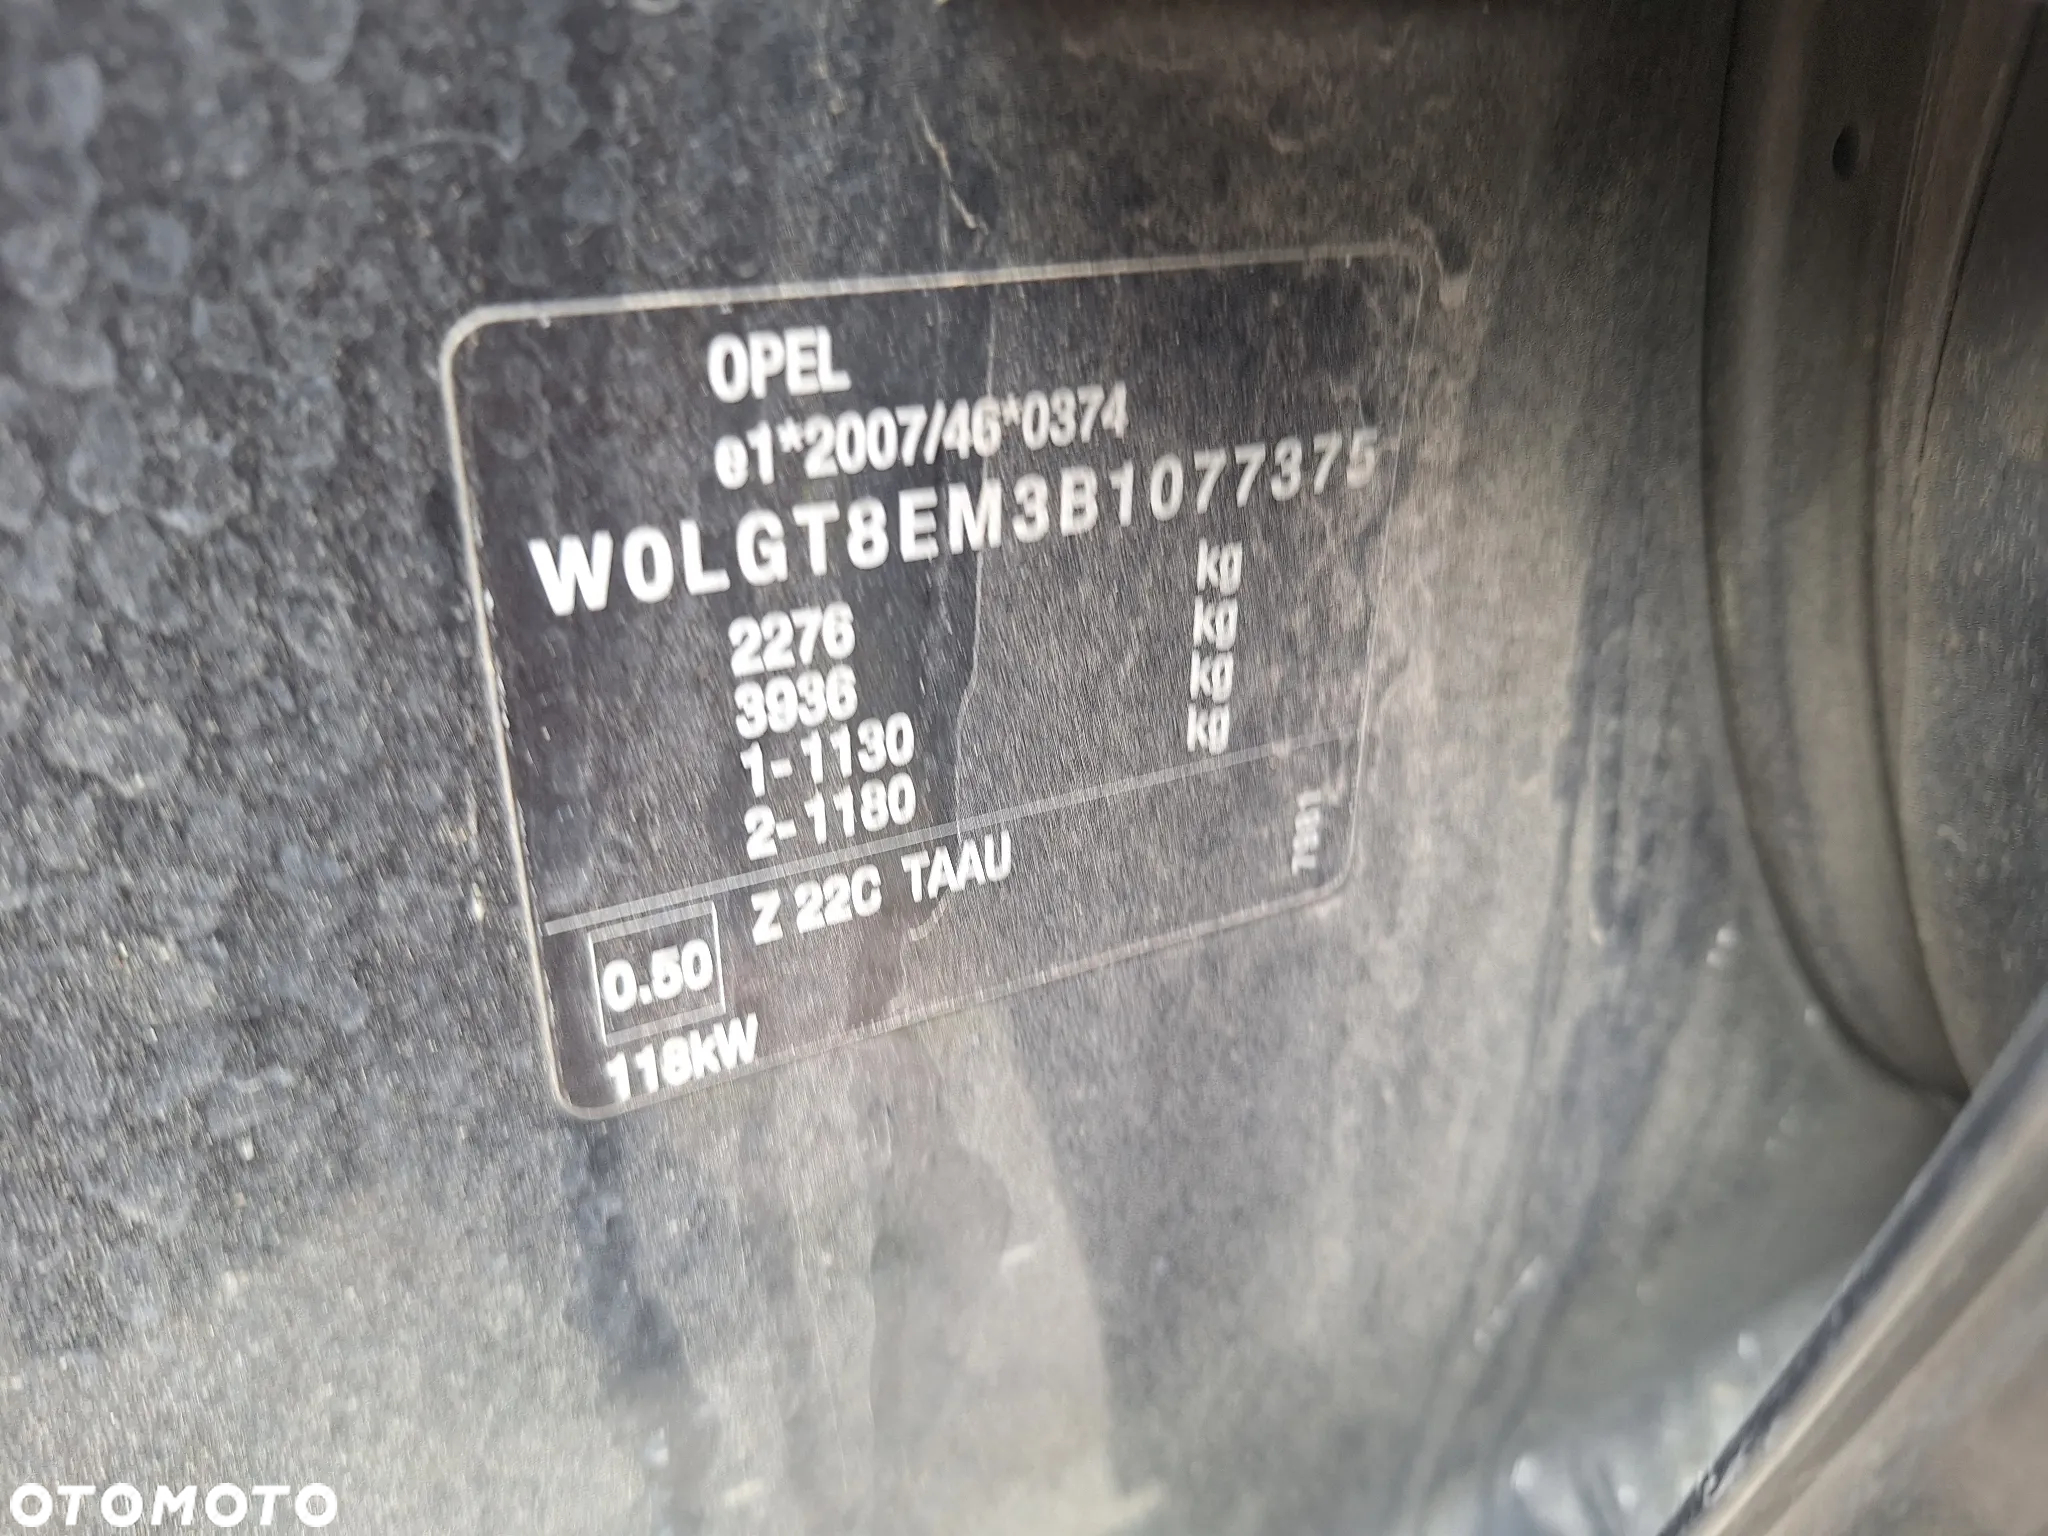 OPEL
e1*2007/46*0374
W0LGT8EM3B1077375
2276 kg
3936 kg
1-1130 kg
2-1180 kg
Z 22C TAAU
0.50
118kW
OTOMOTO